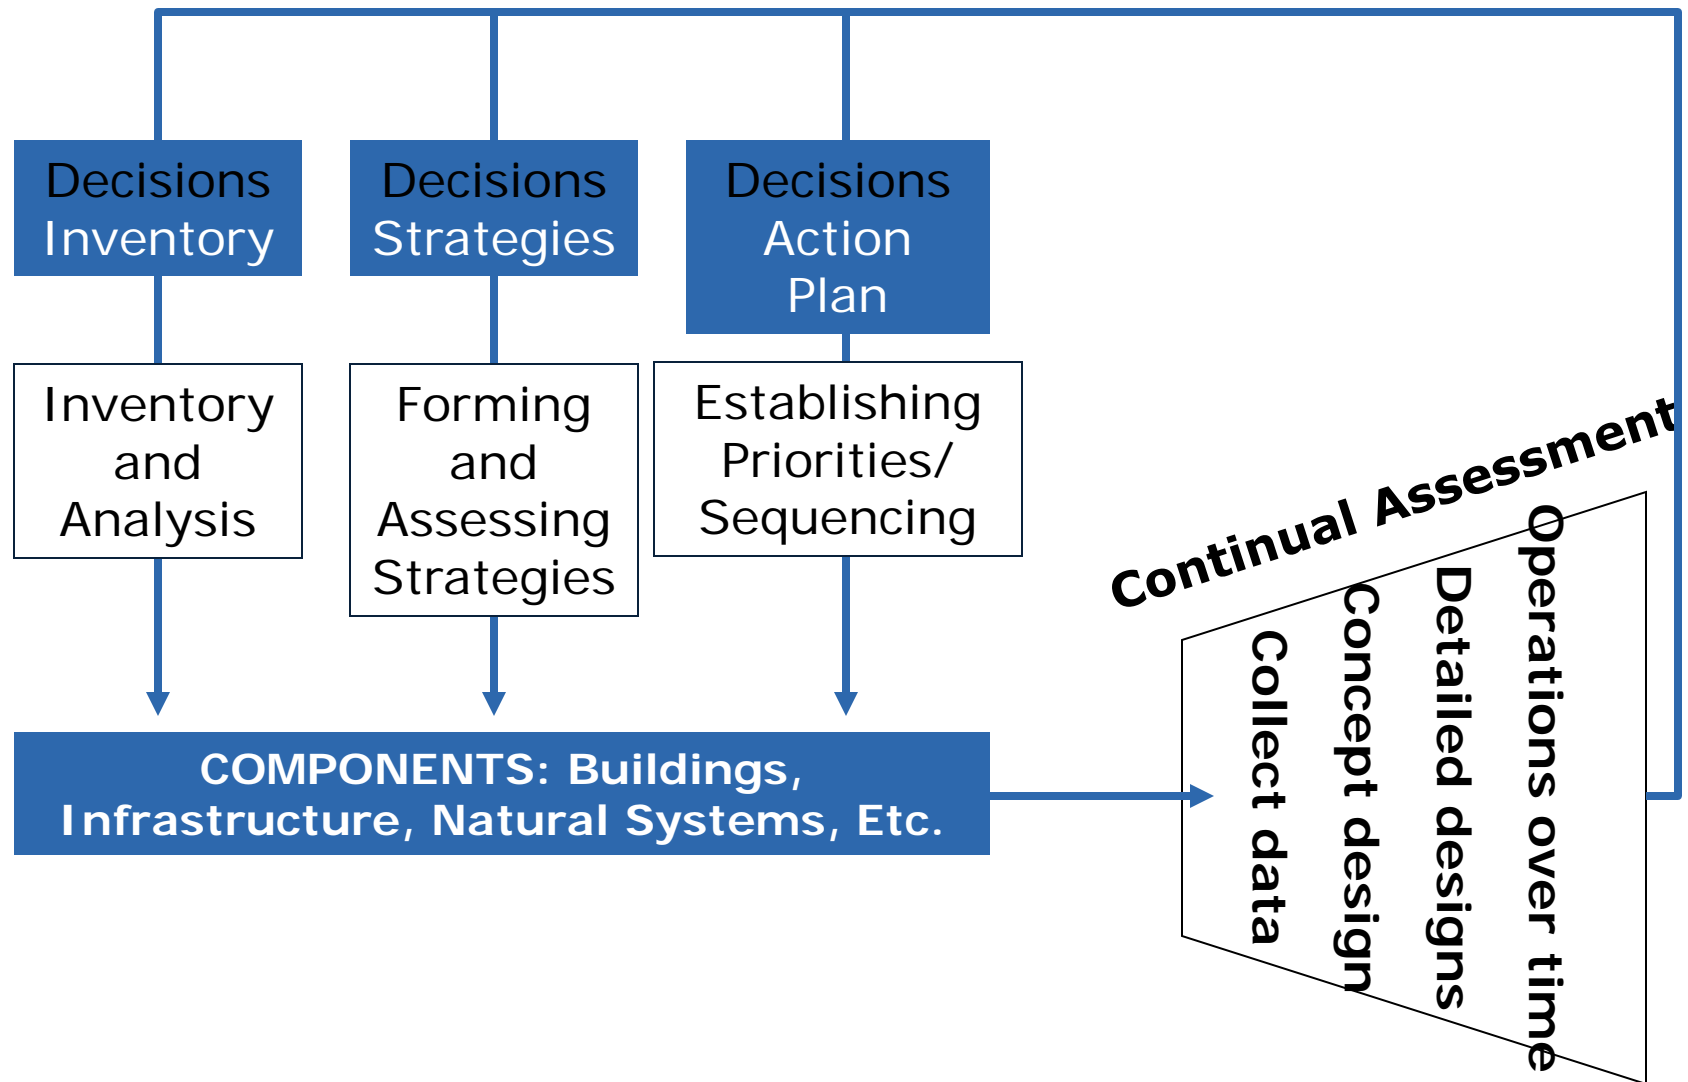 Decisions
Inventory
Decisions
Strategies
Decisions
Action
Plan
Inventory
and
Analysis
Forming
and
Assessing
Strategies
Establishing
Priorities/
Sequencing
COMPONENTS: Buildings,
Infrastructure, Natural Systems, Etc.
Continual Assessment
Collect data
Concept design
Detailed designs
Operations over time